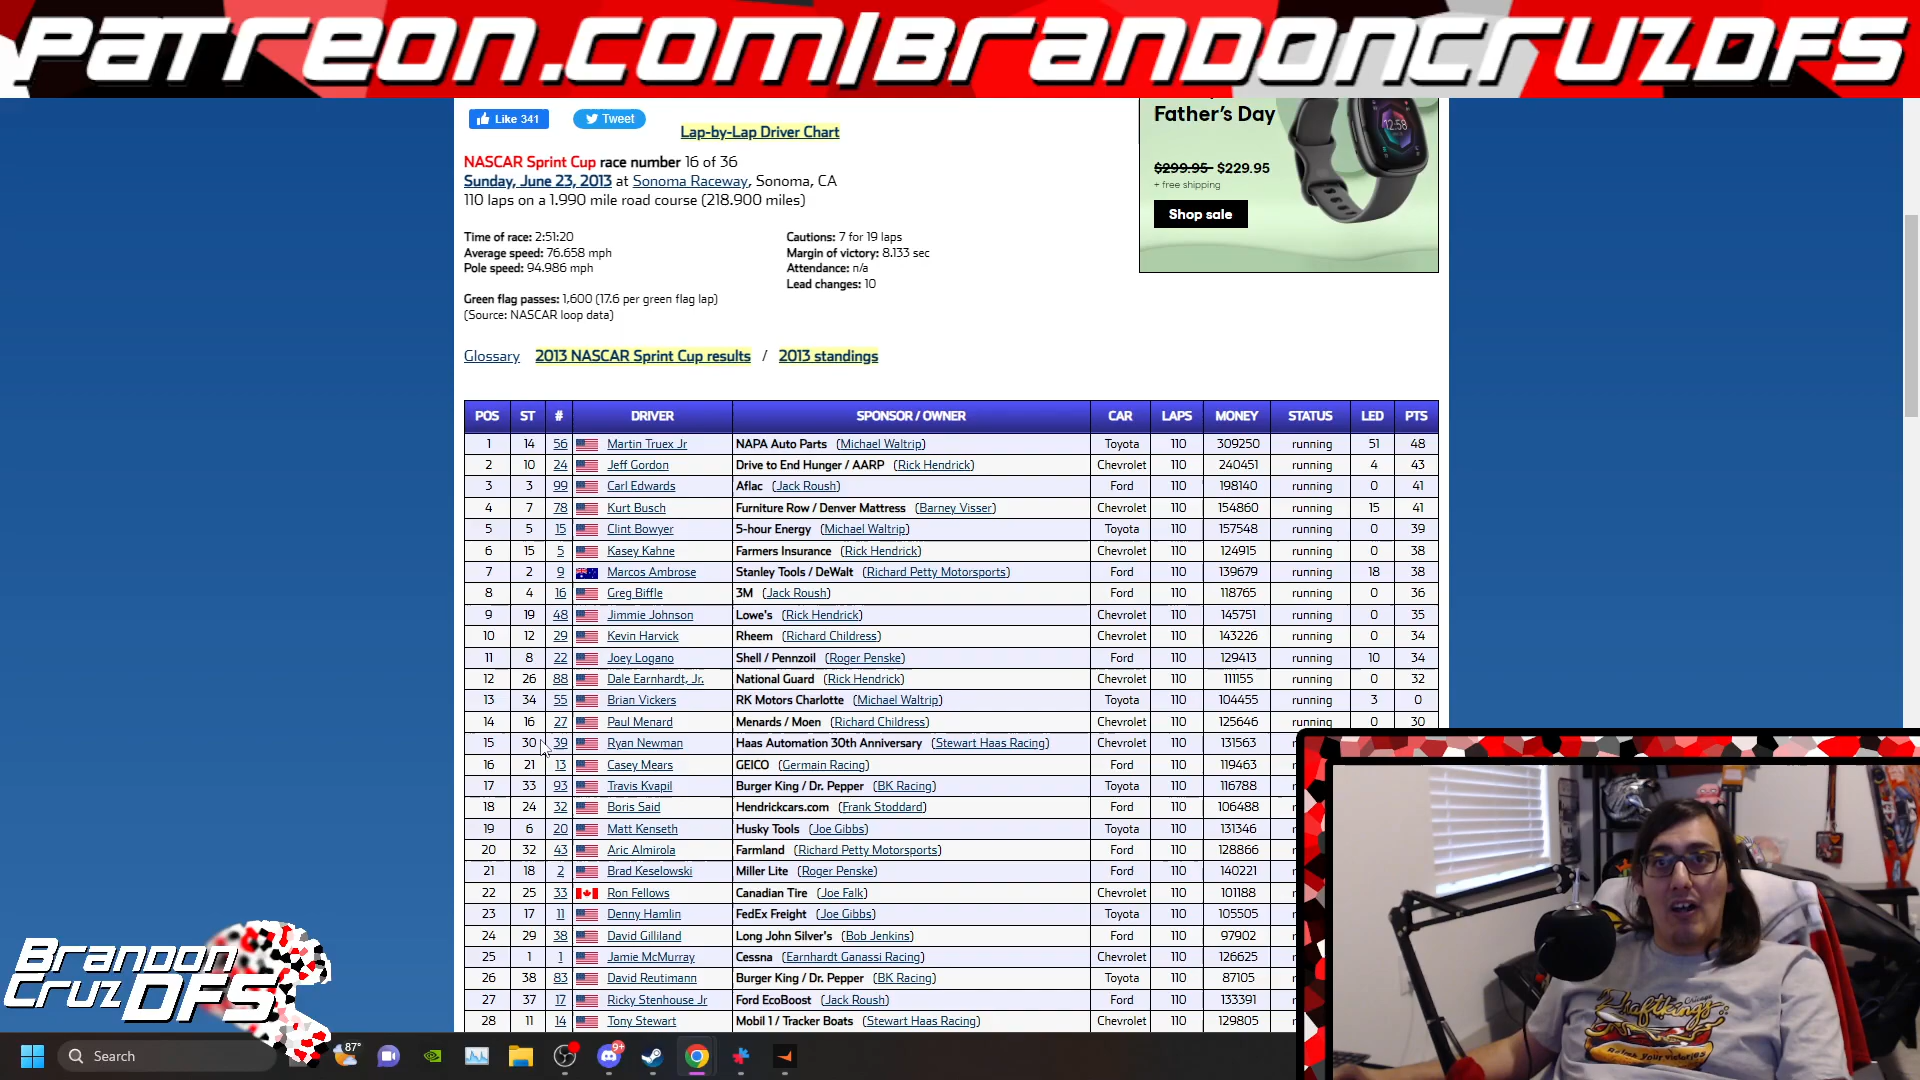 Patreon.com/BrandonCruzDFS
Like 341
Tweet
Lap-by-Lap Driver Chart
Father's Day
$299.95 $229.95
+ free shipping
Shop sale
NASCAR Sprint Cup race number 16 of 36
Sunday, June 23, 2013 at Sonoma Raceway, Sonoma, CA
110 laps on a 1.990 mile road course (218.900 miles)
Time of race: 2:51:20
Average speed: 76.658 mph
Pole speed: 94.986 mph
Cautions: 7 for 19 laps
Margin of victory: 8.133 sec
Attendance: n/a
Lead changes: 10
Green flag passes: 1,600 (17.6 per green flag lap)
(Source: NASCAR loop data)
Glossary 2013 NASCAR Sprint Cup results / 2013 standings
POS ST # DRIVER SPONSOR / OWNER CAR LAPS MONEY STATUS LED PTS
1 14 56 Martin Truex Jr NAPA Auto Parts (Michael Waltrip) Toyota 110 309250 running 51 48
2 10 24 Jeff Gordon Drive to End Hunger / AARP (Rick Hendrick) Chevrolet 110 240451 running 4 43
3 3 99 Carl Edwards Aflac (Jack Roush) Ford 110 198140 running 0 41
4 7 78 Kurt Busch Furniture Row / Denver Mattress (Barney Visser) Chevrolet 110 154860 running 15 41
5 5 15 Clint Bowyer 5-hour Energy (Michael Waltrip) Toyota 110 157548 running 0 39
6 15 5 Kasey Kahne Farmers Insurance (Rick Hendrick) Chevrolet 110 124915 running 0 38
7 2 9 Marcos Ambrose Stanley Tools / DeWalt (Richard Petty Motorsports) Ford 110 139679 running 18 38
8 4 16 Greg Biffle 3M (Jack Roush) Ford 110 118765 running 0 36
9 19 48 Jimmie Johnson Lowe's (Rick Hendrick) Chevrolet 110 145751 running 0 35
10 12 29 Kevin Harvick Rheem (Richard Childress) Chevrolet 110 143226 running 0 34
11 8 22 Joey Logano Shell / Pennzoil (Roger Penske) Ford 110 129413 running 10 34
12 26 88 Dale Earnhardt, Jr. National Guard (Rick Hendrick) Chevrolet 110 111155 running 0 32
13 34 55 Brian Vickers RK Motors Charlotte (Michael Waltrip) Toyota 110 104455 running 3 0
14 16 27 Paul Menard Menards / Moen (Richard Childress) Chevrolet 110 125646 running 0 30
15 30 39 Ryan Newman Haas Automation 30th Anniversary (Stewart Haas Racing) Chevrolet 110 131563
16 21 13 Casey Mears GEICO (Germain Racing) Ford 110 119463
17 33 93 Travis Kvapil Burger King / Dr. Pepper (BK Racing) Toyota 110 116788
18 24 32 Boris Said Hendrickcars.com (Frank Stoddard) Ford 110 106488
19 6 20 Matt Kenseth Husky Tools (Joe Gibbs) Toyota 110 131346
20 32 43 Aric Almirola Farmland (Richard Petty Motorsports) Ford 110 128866
21 18 2 Brad Keselowski Miller Lite (Roger Penske) Ford 110 140221
22 25 33 Ron Fellows Canadian Tire (Joe Falk) Chevrolet 110 101188
23 17 11 Denny Hamlin FedEx Freight (Joe Gibbs) Toyota 110 105505
24 29 38 David Gilliland Long John Silver's (Bob Jenkins) Ford 110 97902
25 1 1 Jamie McMurray Cessna (Earnhardt Ganassi Racing) Chevrolet 110 126625
26 38 83 David Reutimann Burger King / Dr. Pepper (BK Racing) Toyota 110 87105
27 37 17 Ricky Stenhouse Jr Ford EcoBoost (Jack Roush) Ford 110 133391
28 11 14 Tony Stewart Mobil 1 / Tracker Boats (Stewart Haas Racing) Chevrolet 110 129805
Brandon
Cruz DFS
Search
87°
9+